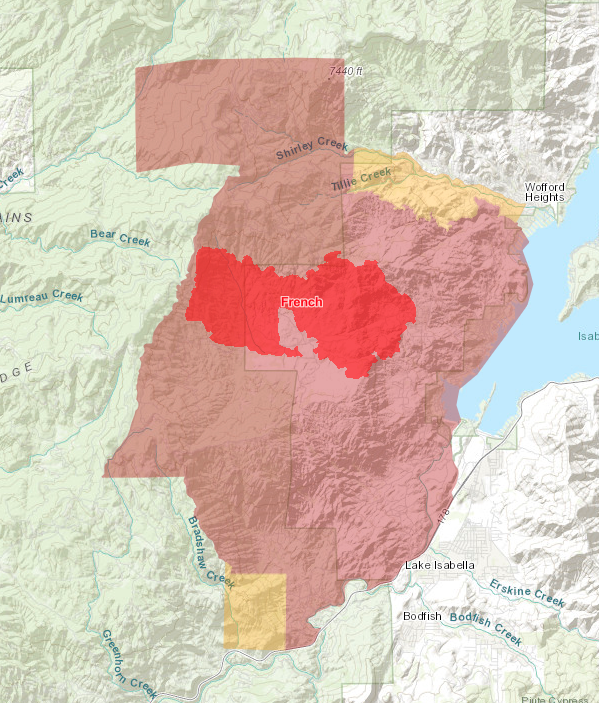 7440 ft
Shirley Creek
Tillie Creek
Creek
Wofford
Heights
AINS
Bear Creek
Lumreau Creek
French
Isab
DGE
178
Bradshaw Creek
Lake Isabella
Erskine Creek
Bodfish
Bodfish Creek
Greenhorn Creek
Piute Cypress